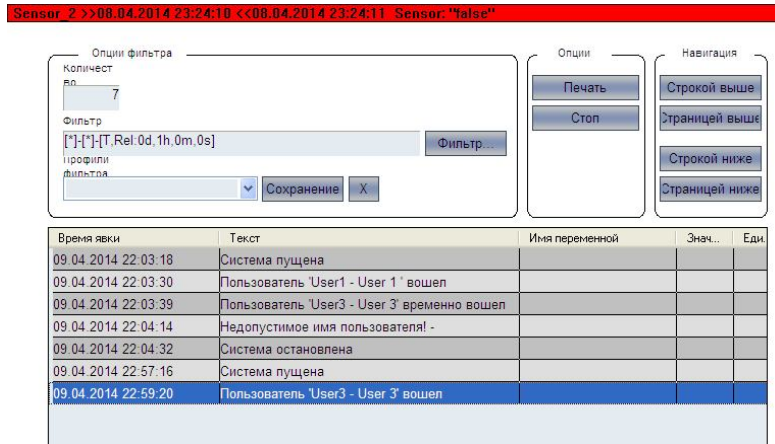 Sensor_2 >>08.04.2014 23:24:10 <<08.04.2014 23:24:11 Sensor: "false"
Опции фильтра
Количест
во
7
Фильтр
[*]-[*]-[T,Rel:0d,1h,0m,0s]
Фильтр...
Профили
фильтра
Сохранение
X
Опции
Печать
Стоп
Навигация
Строкой выше
Страницей выше
Строкой ниже
Страницей ниже
Время явки Текст Имя переменной Знач... Еди.
09.04.2014 22:03:18 Система пущена
09.04.2014 22:03:30 Пользователь 'User1 - User 1 ' вошел
09.04.2014 22:03:39 Пользователь 'User3 - User 3' временно вошел
09.04.2014 22:04:14 Недопустимое имя пользователя! -
09.04.2014 22:04:32 Система остановлена
09.04.2014 22:57:16 Система пущена
09.04.2014 22:59:20 Пользователь 'User3 - User 3' вошел